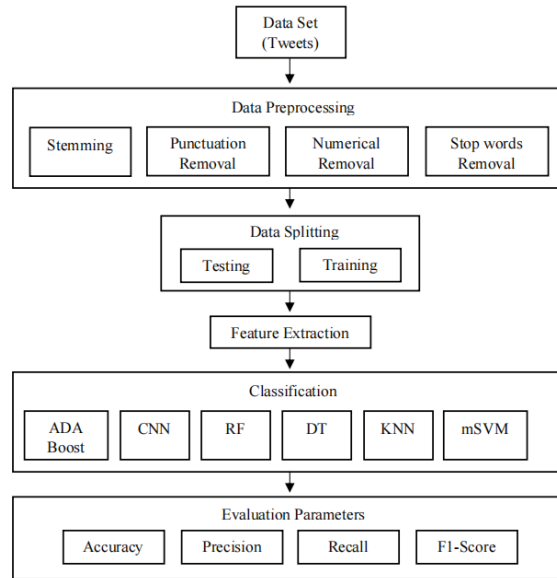 Data Set
(Tweets)
Data Preprocessing
Stemming
Punctuation
Removal
Numerical
Removal
Stop words
Removal
Data Splitting
Testing
Training
Feature Extraction
Classification
ADA
Boost
CNN
RF
DT
KNN
mSVM
Evaluation Parameters
Accuracy
Precision
Recall
F1-Score